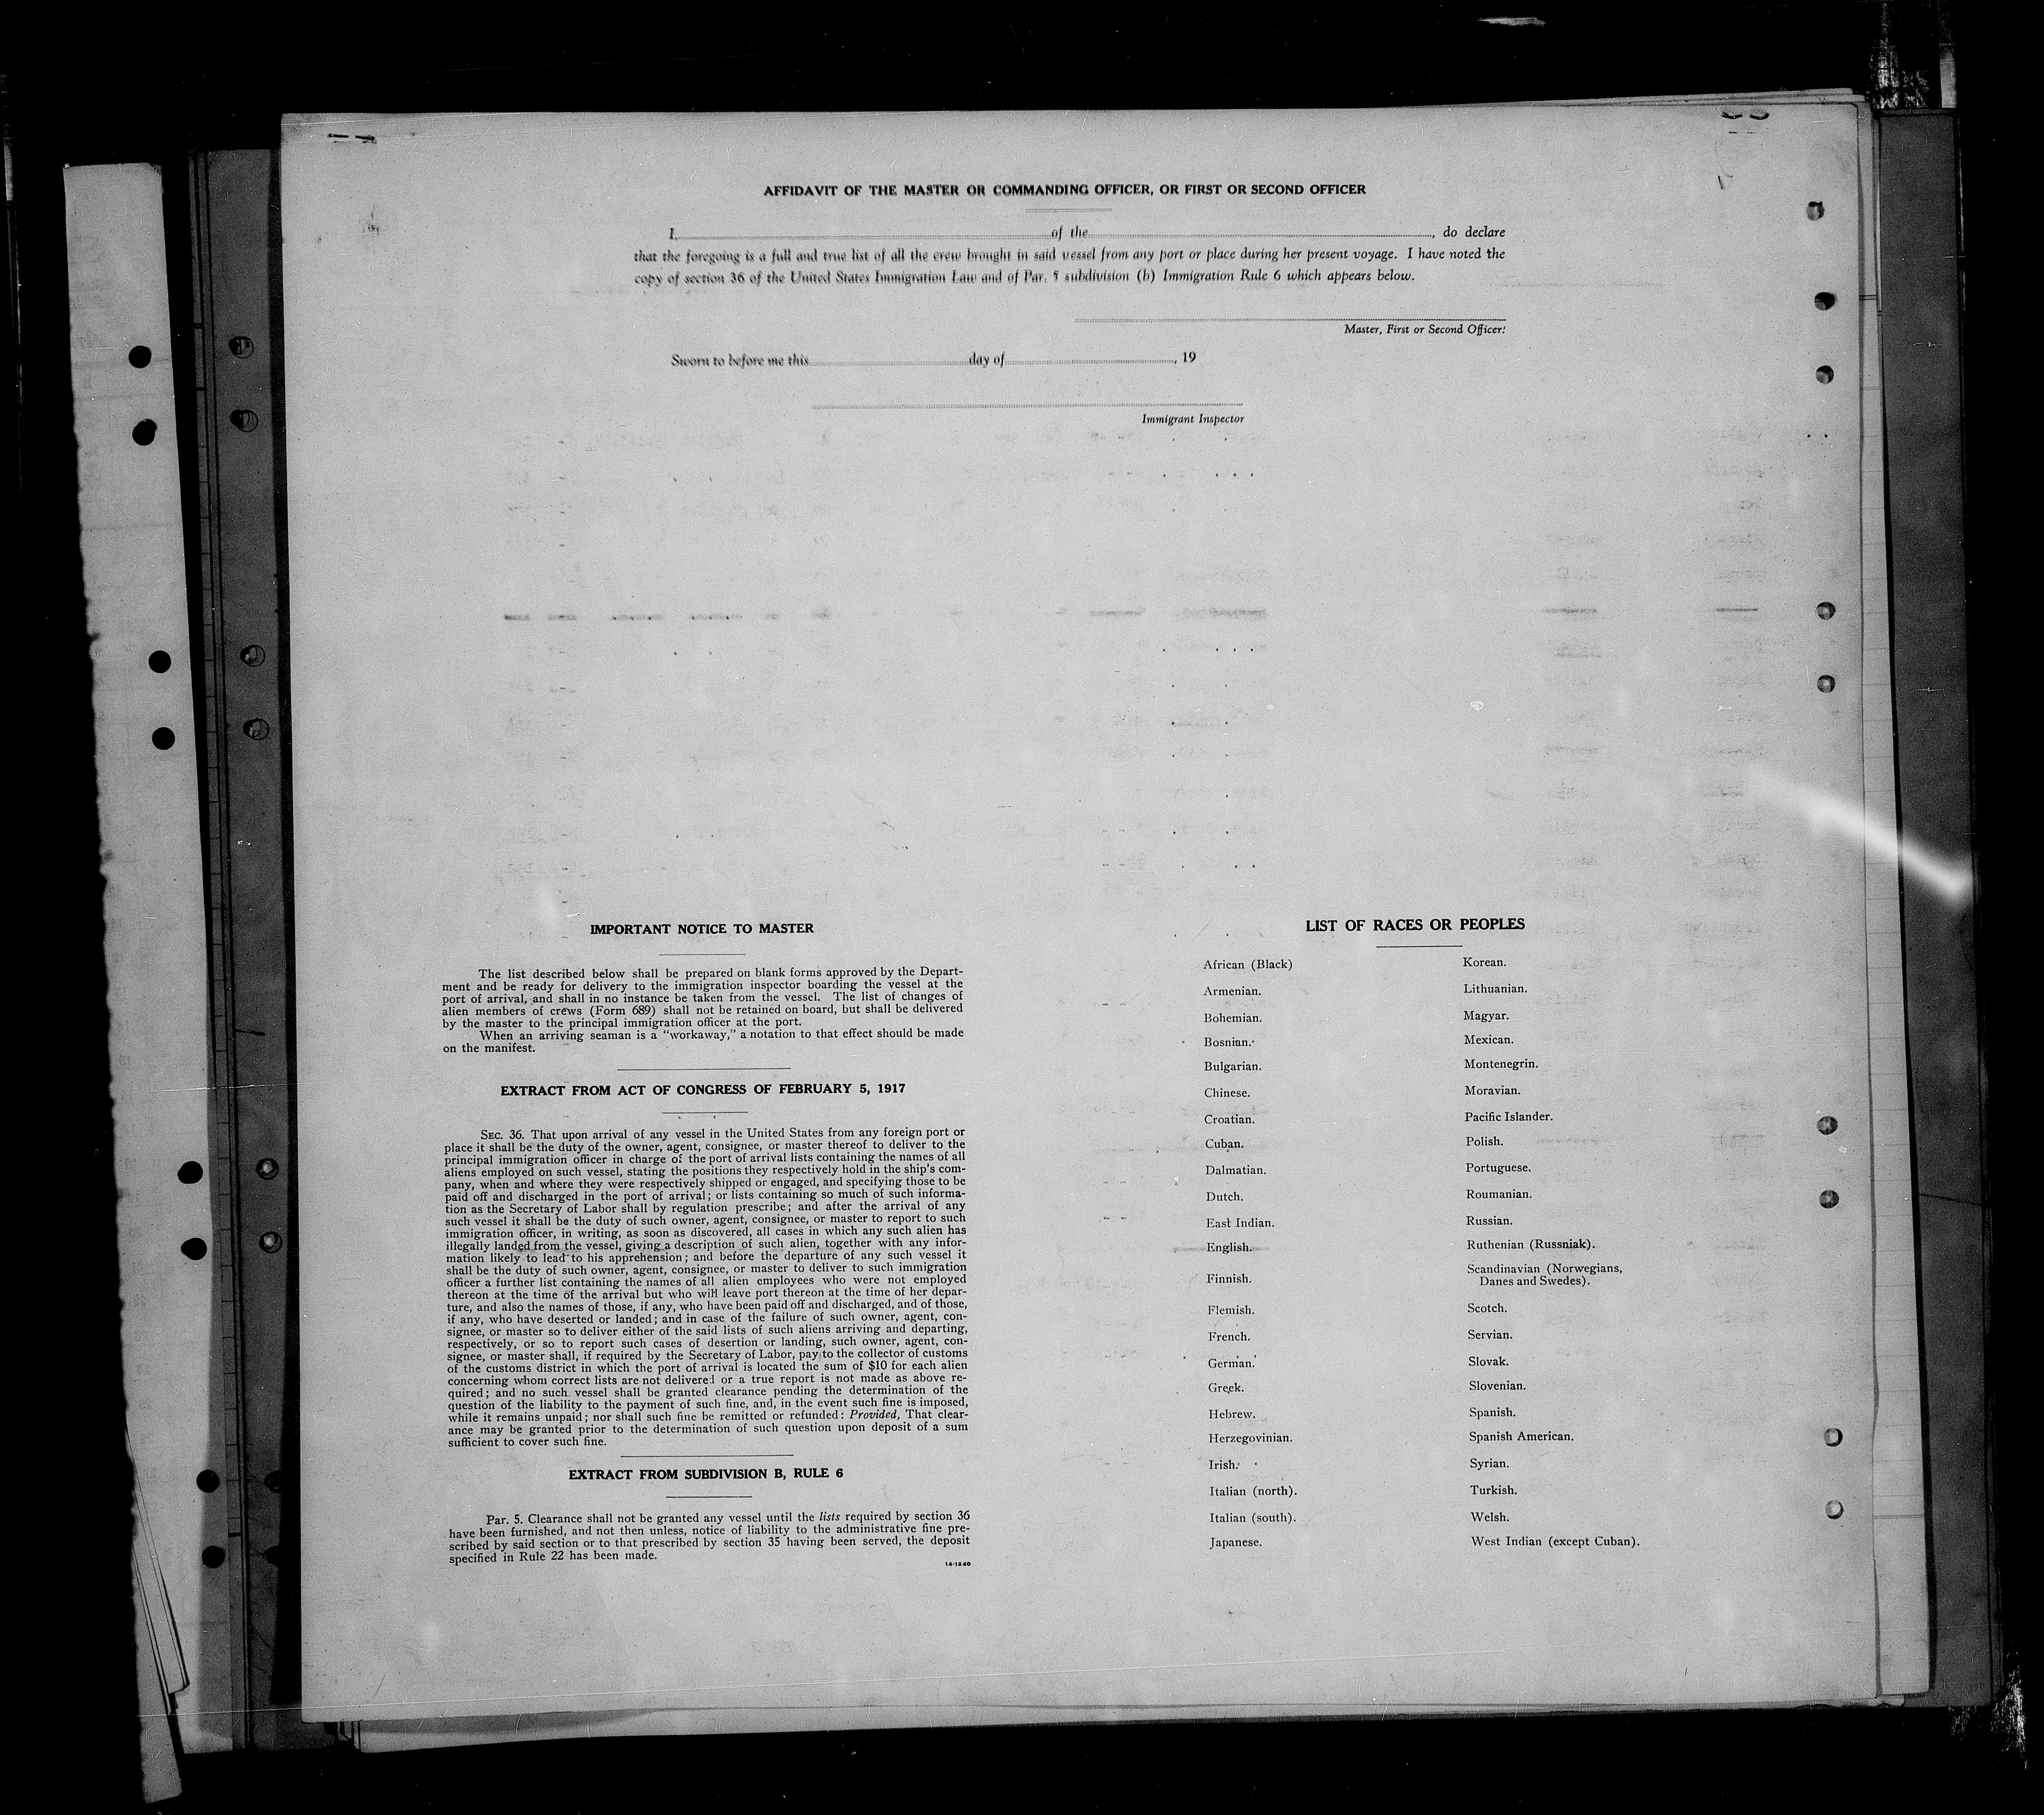 AFFIDAVIT OF THE MASTER OR COMMANDING OFFICER, OR FIRST OR SECOND OFFICER
I, of the , do declare
that the foregoing is a full and true list of all the crew brought in said vessel from any port or place during her present voyage. I have noted the
copy of section 36 of the United States Immigration Law and of Par. 5 subdivision (b) Immigration Rule 6 which appears below.
Master, First or Second Officer.
Sworn to before me this day of , 19
Immigrant Inspector
IMPORTANT NOTICE TO MASTER
The list described below shall be prepared on blank forms approved by the Depart-
ment and be ready for delivery to the immigration inspector boarding the vessel at the
port of arrival, and shall in no instance be taken from the vessel. The list of changes of
alien members of crews (Form 689) shall not be retained on board, but shall be delivered
by the master to the principal immigration officer at the port.
When an arriving seaman is a "workaway," a notation to that effect should be made
on the manifest.
EXTRACT FROM ACT OF CONGRESS OF FEBRUARY 5, 1917
SEC. 36. That upon arrival of any vessel in the United States from any foreign port or
place it shall be the duty of the owner, agent, consignee, or master thereof to deliver to the
principal immigration officer in charge of the port of arrival lists containing the names of all
aliens employed on such vessel, stating the positions they respectively hold in the ship's com-
pany, when and where they were respectively shipped or engaged, and specifying those to be
paid off and discharged in the port of arrival; or lists containing so much of such informa-
tion as the Secretary of Labor shall by regulation prescribe; and after the arrival of any
such vessel it shall be the duty of such owner, agent, consignee, or master to report to such
immigration officer, in writing, as soon as discovered, all cases in which any such alien has
illegally landed from the vessel, giving a description of such alien, together with any infor-
mation likely to lead to his apprehension; and before the departure of any such vessel it
shall be the duty of such owner, agent, consignee, or master to deliver to such immigration
officer a further list containing the names of all alien employees who were not employed
thereon at the time of the arrival but who will leave port thereon at the time of her depar-
ture, and also the names of those, if any, who have been paid off and discharged, and of those,
if any, who have deserted or landed; and in case of the failure of such owner, agent, con-
signee, or master so to deliver either of the said lists of such aliens arriving and departing,
respectively, or so to report such cases of desertion or landing, such owner, agent, con-
signee, or master shall, if required by the Secretary of Labor, pay to the collector of customs
of the customs district in which the port of arrival is located the sum of $10 for each alien
concerning whom correct lists are not delivered or a true report is not made as above re-
quired; and no such vessel shall be granted clearance pending the determination of the
question of the liability to the payment of such fine, and, in the event such fine is imposed,
while it remains unpaid; nor shall such fine be remitted or refunded: Provided, That clear-
ance may be granted prior to the determination of such question upon deposit of a sum
sufficient to cover such fine.
EXTRACT FROM SUBDIVISION B, RULE 6
Par. 5. Clearance shall not be granted any vessel until the lists required by section 36
have been furnished, and not then unless, notice of liability to the administrative fine pre-
scribed by said section or to that prescribed by section 35 having been served, the deposit
specified in Rule 22 has been made.
14-1240
LIST OF RACES OR PEOPLES
African (Black)
Armenian.
Bohemian.
Bosnian.
Bulgarian.
Chinese.
Croatian.
Cuban.
Dalmatian.
Dutch.
East Indian.
English.
Finnish.
Flemish.
French.
German.
Greek.
Hebrew.
Herzegovinian.
Irish.
Italian (north).
Italian (south).
Japanese.
Korean.
Lithuanian.
Magyar.
Mexican.
Montenegrin.
Moravian.
Pacific Islander.
Polish.
Portuguese.
Roumanian.
Russian.
Ruthenian (Russniak).
Scandinavian (Norwegians,
Danes and Swedes).
Scotch.
Servian.
Slovak.
Slovenian.
Spanish.
Spanish American.
Syrian.
Turkish.
Welsh.
West Indian (except Cuban).